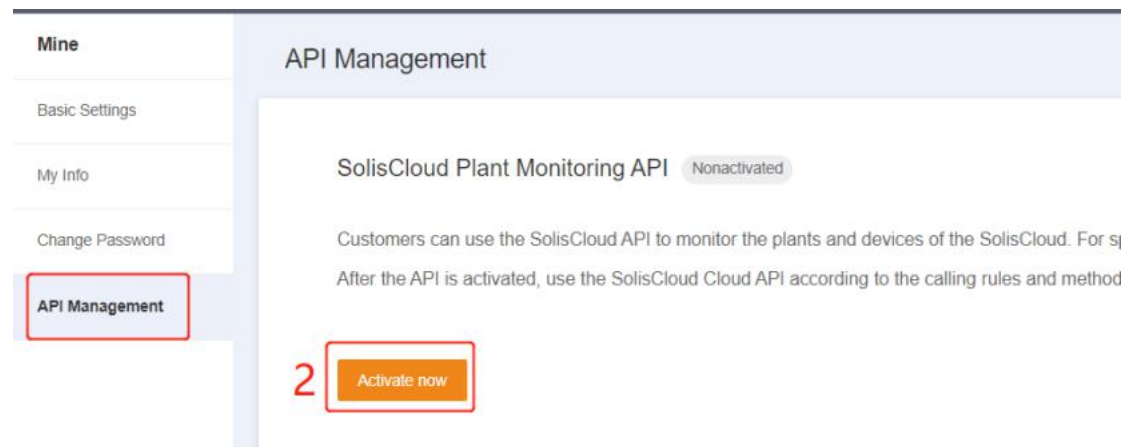 Mine
Basic Settings
My Info
Change Password
API Management
API Management
SolisCloud Plant Monitoring API Nonactivated
Customers can use the SolisCloud API to monitor the plants and devices of the SolisCloud. For
After the API is activated, use the SolisCloud Cloud API according to the calling rules and method
2 Activate now